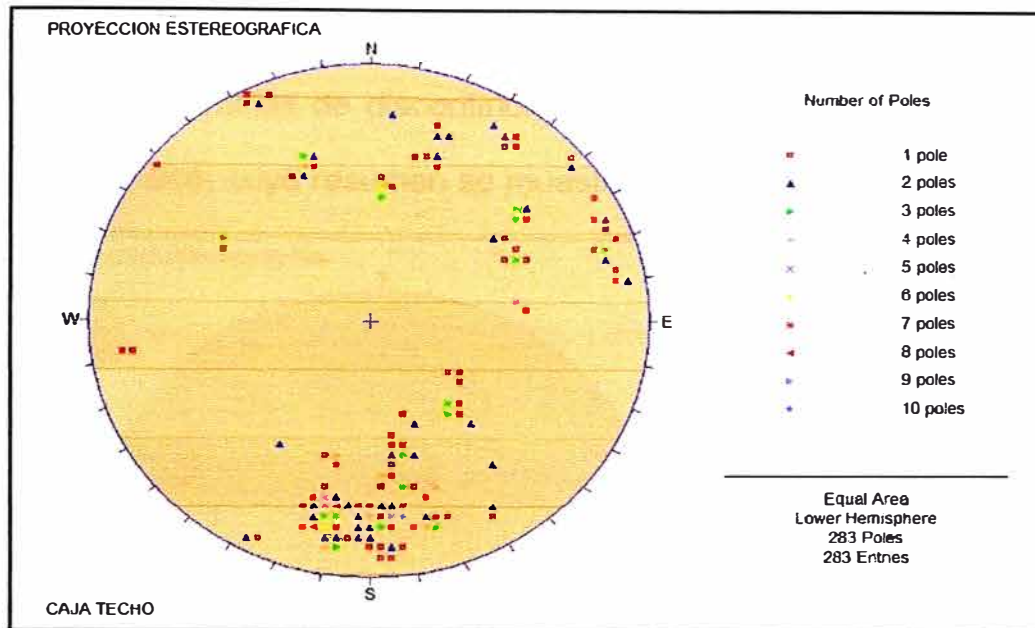 PROYECCION ESTEREOGRAFICA
N
W
E
S
Number of Poles
1 pole
2 poles
3 poles
4 poles
5 poles
6 poles
7 poles
8 poles
9 poles
10 poles
Equal Area
Lower Hemisphere
283 Poles
283 Entries
CAJA TECHO